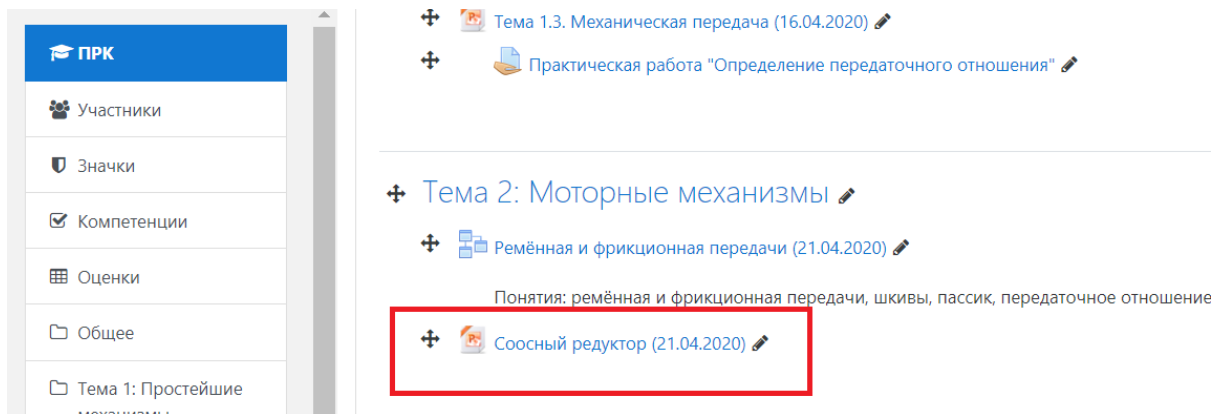 ПРК
Участники
Значки
Компетенции
Оценки
Общее
Тема 1: Простейшие
механизмы
Тема 1.3. Механическая передача (16.04.2020)
Практическая работа "Определение передаточного отношения"
Тема 2: Моторные механизмы
Ремённая и фрикционная передачи (21.04.2020)
Понятия: ремённая и фрикционная передачи, шкивы, пассик, передаточное отношение
Соосный редуктор (21.04.2020)